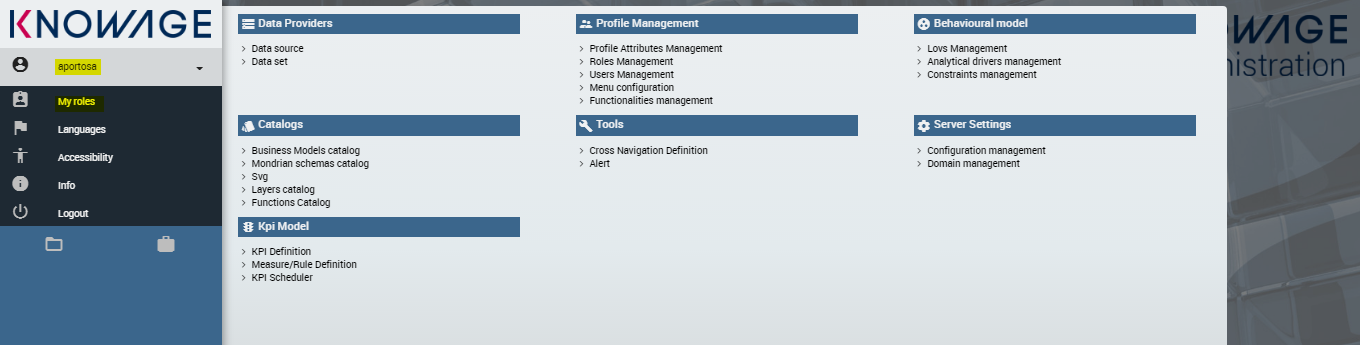 KNOWAGE
aportosa
My roles
Languages
Accessibility
Info
Logout
Data Providers
Data source
Data set
Profile Management
Profile Attributes Management
Roles Management
Users Management
Menu configuration
Functionalities management
Behavioural model
Lovs Management
Analytical drivers management
Constraints management
Catalogs
Business Models catalog
Mondrian schemas catalog
Svg
Layers catalog
Functions Catalog
Tools
Cross Navigation Definition
Alert
Server Settings
Configuration management
Domain management
Kpi Model
KPI Definition
Measure/Rule Definition
KPI Scheduler
WAGE
nistration